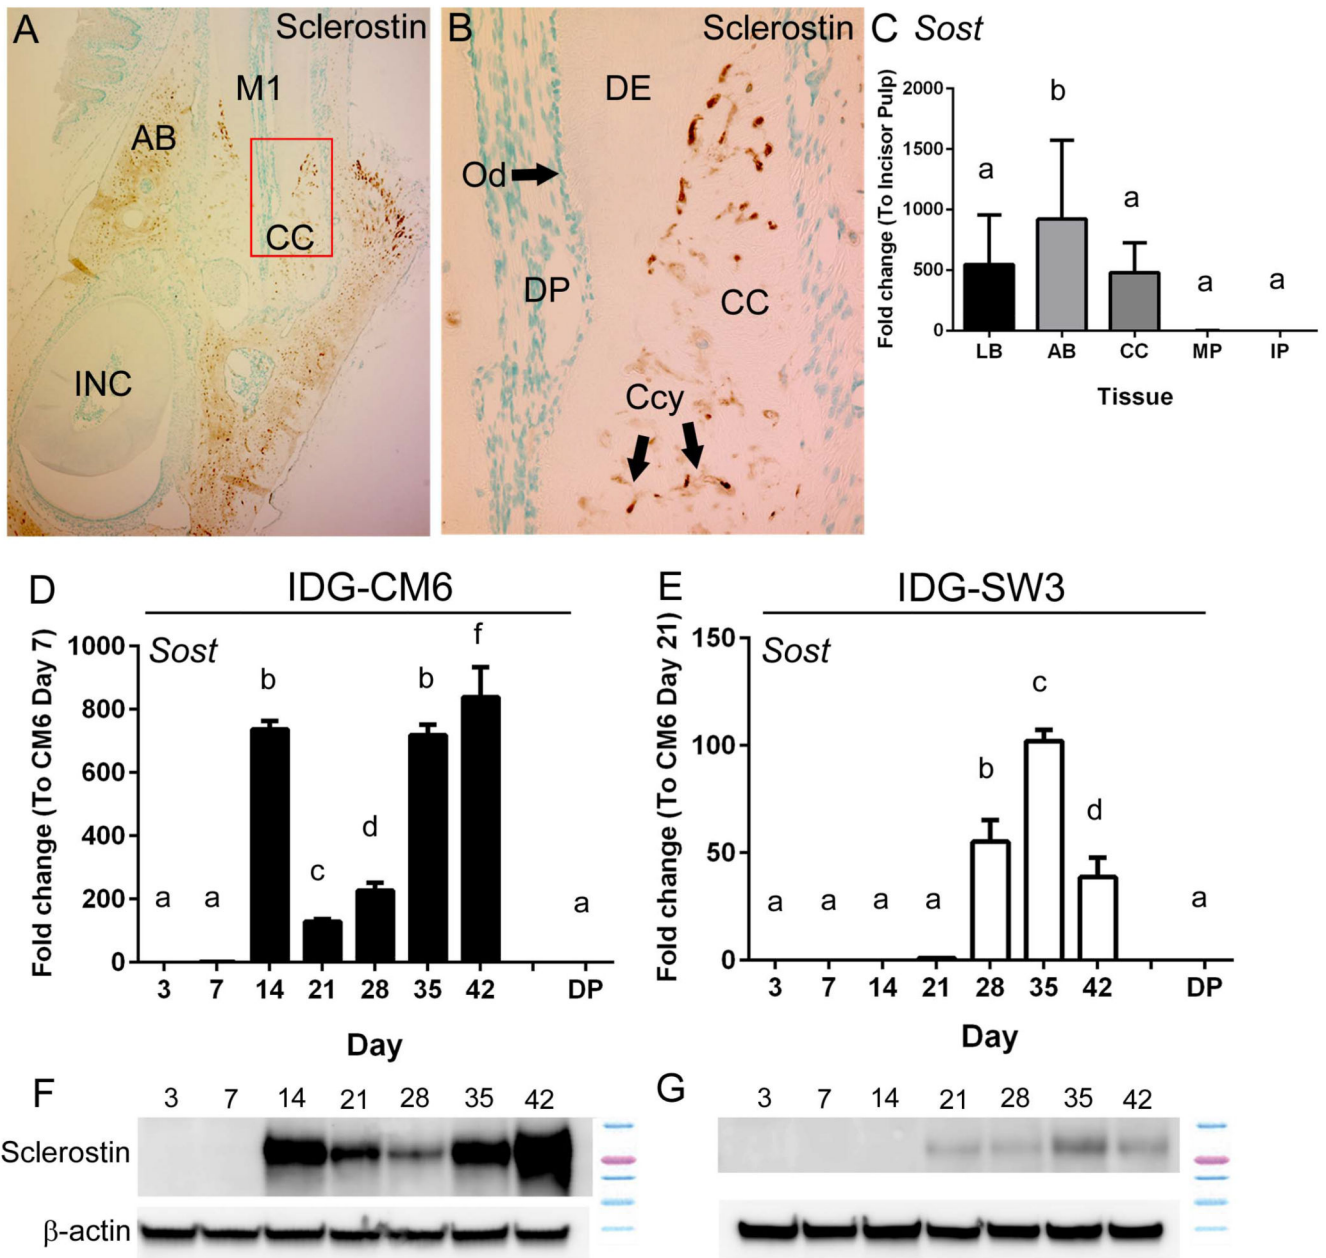 A
Sclerostin
M1
AB
CC
INC
B
Sclerostin
DE
Od
DP
CC
Ccy
C Sost
Fold change (To Incisor Pulp)
2000
1500
1000
500
0
a
b
a
a
a
LB AB CC MP IP
Tissue
D
IDG-CM6
Sost
Fold change (To CM6 Day 7)
1000
800
600
400
200
0
a a b c d b f a
3 7 14 21 28 35 42 DP
Day
E
IDG-SW3
Sost
Fold change (To CM6 Day 21)
150
100
50
0
a a a a b c d a
3 7 14 21 28 35 42 DP
Day
F
3 7 14 21 28 35 42
Sclerostin
β-actin
G
3 7 14 21 28 35 42